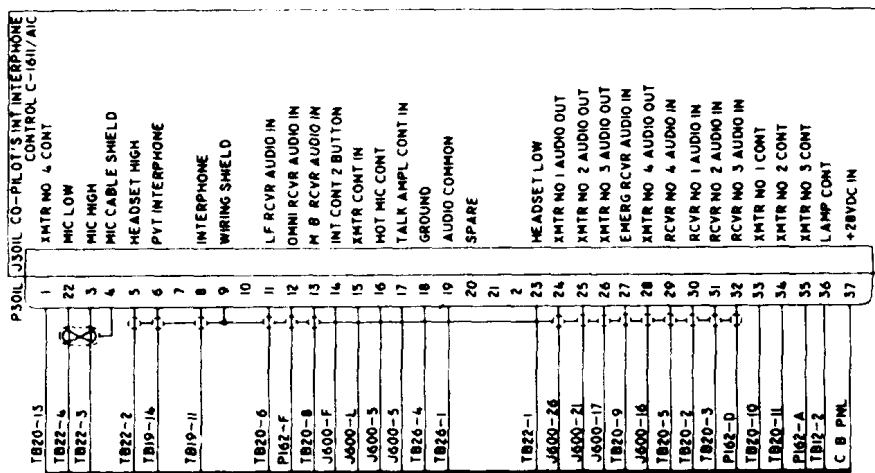 P301L J301L CO-PILOT'S INT INTERPHONE
CONTROL C-1611/AIC
TB20-13 1 XMTR NO 4 CONT
TB22-4 22 MIC LOW
TB22-3 3 MIC HIGH
4 MIC CABLE SHIELD
TB22-2 5 HEADSET HIGH
TB19-14 6 PVT INTERPHONE
7
TB19-11 8 INTERPHONE
9 WIRING SHIELD
10
TB20-6 11 LF RCVR AUDIO IN
P162-F 12 OMNI RCVR AUDIO IN
TB20-8 13 M B RCVR AUDIO IN
J600-F 14 INT CONT 2 BUTTON
J600-L 15 XMTR CONT IN
J600-5 16 HOT MIC CONT
J600-5 17 TALK AMPL CONT IN
TB26-4 18 GROUND
TB26-1 19 AUDIO COMMON
20 SPARE
21
2
TB22-1 23 HEADSET LOW
J600-26 24 XMTR NO 1 AUDIO OUT
J600-21 25 XMTR NO 2 AUDIO OUT
J600-17 26 XMTR NO 3 AUDIO OUT
TB20-9 27 EMERG RCVR AUDIO IN
J600-16 28 XMTR NO 4 AUDIO OUT
TB20-5 29 RCVR NO 4 AUDIO IN
TB20-2 30 RCVR NO 1 AUDIO IN
TB20-3 31 RCVR NO 2 AUDIO IN
P162-D 32 RCVR NO 3 AUDIO IN
TB20-10 33 XMTR NO 1 CONT
TB20-11 34 XMTR NO 2 CONT
P162-A 35 XMTR NO 3 CONT
TB12-2 36 LAMP CONT
C B PNL 37 +28VDC IN